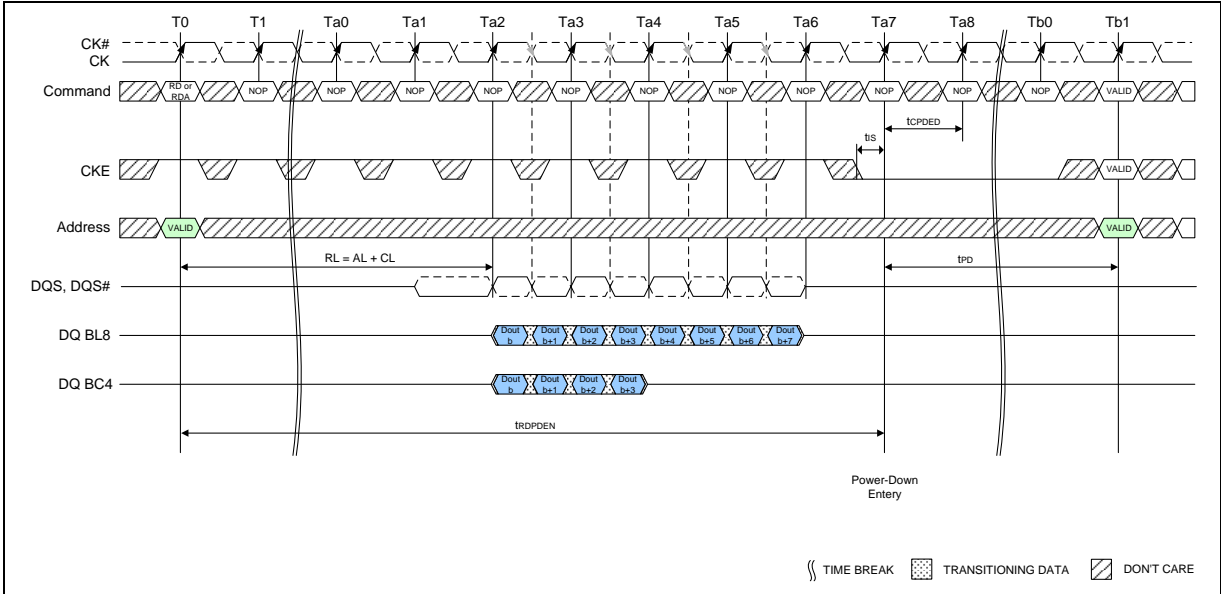 T0 T1 Ta0 Ta1 Ta2 Ta3 Ta4 Ta5 Ta6 Ta7 Ta8 Tb0 Tb1
CK#
CK
Command RD or RDA NOP NOP NOP NOP NOP NOP NOP NOP NOP NOP NOP VALID
tCPDED
tIS
CKE VALID
Address VALID VALID
RL = AL + CL tPD
DQS, DQS#
DQ BL8 Dout b Dout b+1 Dout b+2 Dout b+3 Dout b+4 Dout b+5 Dout b+6 Dout b+7
DQ BC4 Dout b Dout b+1 Dout b+2 Dout b+3
tRDPDEN
Power-Down
Entery
TIME BREAK TRANSITIONING DATA DON'T CARE